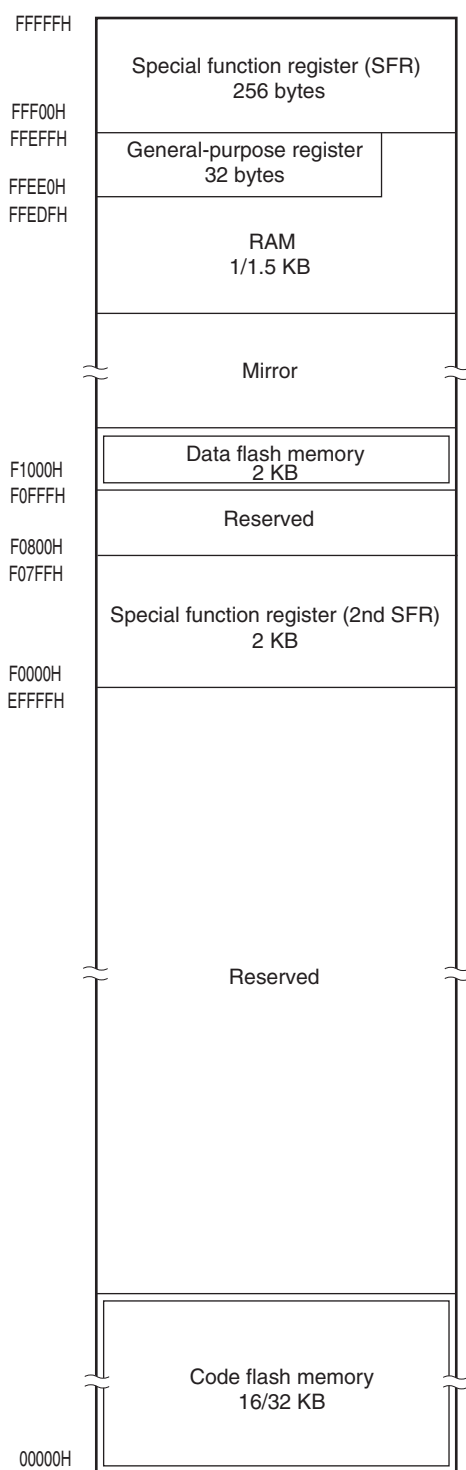 FFFFFH
Special function register (SFR)
256 bytes
FFF00H
FFEFFH
General-purpose register
32 bytes
FFEE0H
FFEDFH
RAM
1/1.5 KB
Mirror
Data flash memory
2 KB
F1000H
F0FFFH
Reserved
F0800H
F07FFH
Special function register (2nd SFR)
2 KB
F0000H
EFFFFH
Reserved
Code flash memory
16/32 KB
00000H